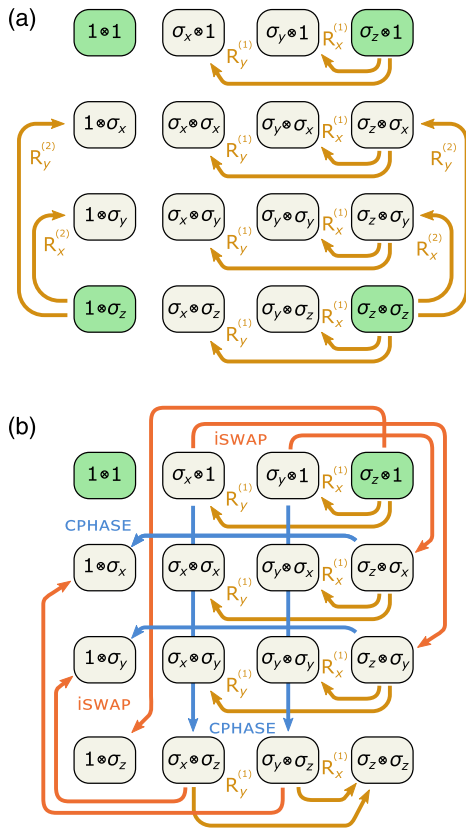 (a)
1⊗1 σx⊗1 σy⊗1 σz⊗1
Ry(1) Rx(1)
1⊗σx σx⊗σx σy⊗σx σz⊗σx
Ry(2) Ry(1) Rx(1) Ry(2)
1⊗σy σx⊗σy σy⊗σy σz⊗σy
Rx(2) Ry(1) Rx(1) Rx(2)
1⊗σz σx⊗σz σy⊗σz σz⊗σz
Ry(1) Rx(1)
(b)
iSWAP
1⊗1 σx⊗1 σy⊗1 σz⊗1
Ry(1) Rx(1)
CPHASE
1⊗σx σx⊗σx σy⊗σx σz⊗σx
Ry(1) Rx(1)
1⊗σy σx⊗σy σy⊗σy σz⊗σy
Ry(1) Rx(1)
iSWAP
CPHASE
1⊗σz σx⊗σz σy⊗σz σz⊗σz
Ry(1) Rx(1)